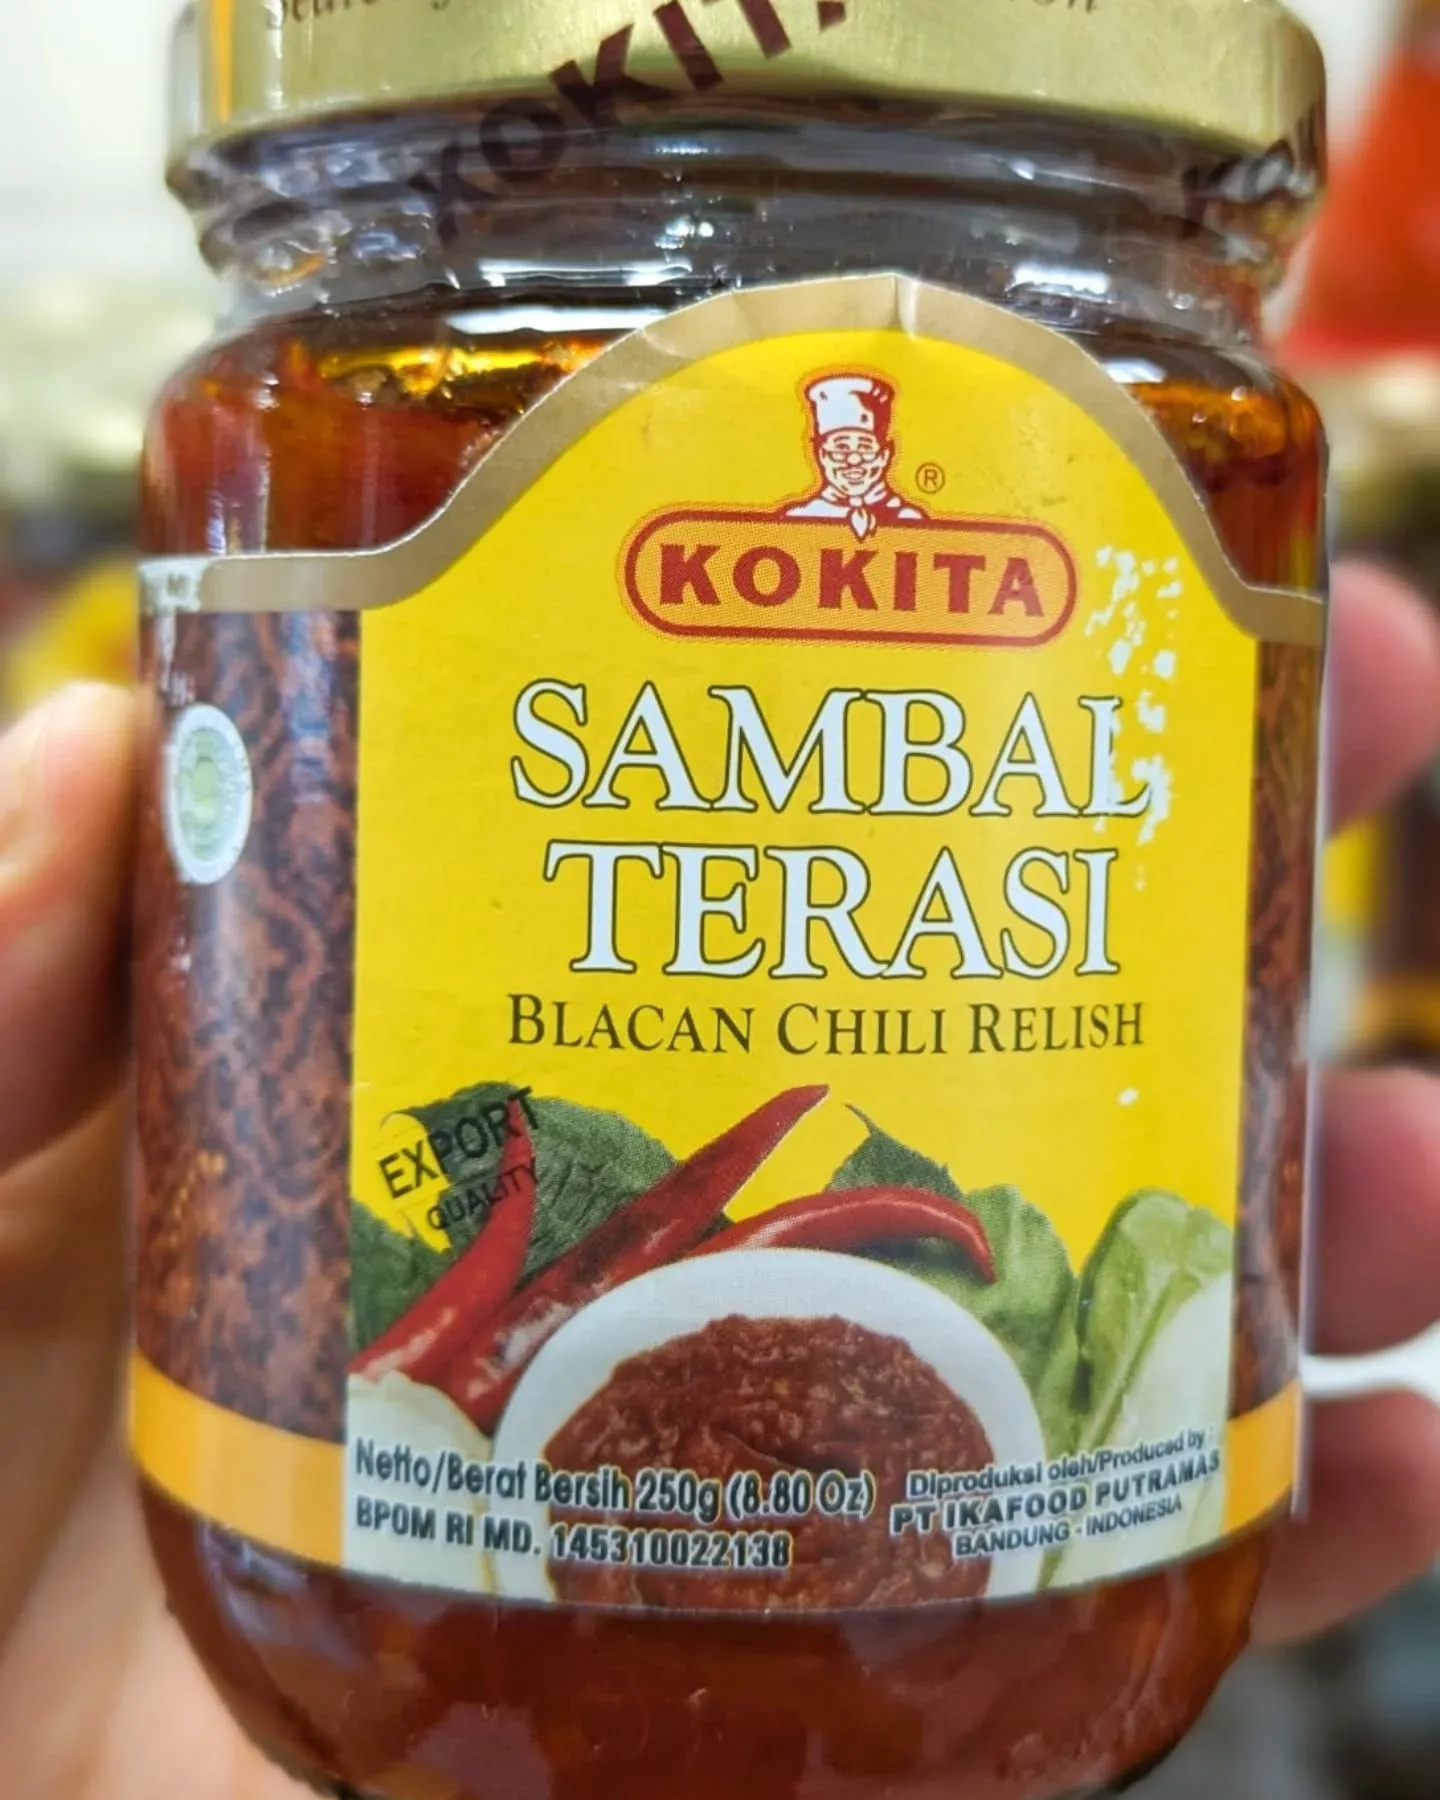 KOKIT
®
KOKITA
SAMBAL
TERASI
BLACAN CHILI RELISH
EXPORT
QUALITY
Netto/Berat Bersih 250g (8.80 Oz)
BPOM RI MD. 145310022138
Diproduksi oleh/Produced by :
PT IKAFOOD PUTRAMAS
BANDUNG - INDONESIA